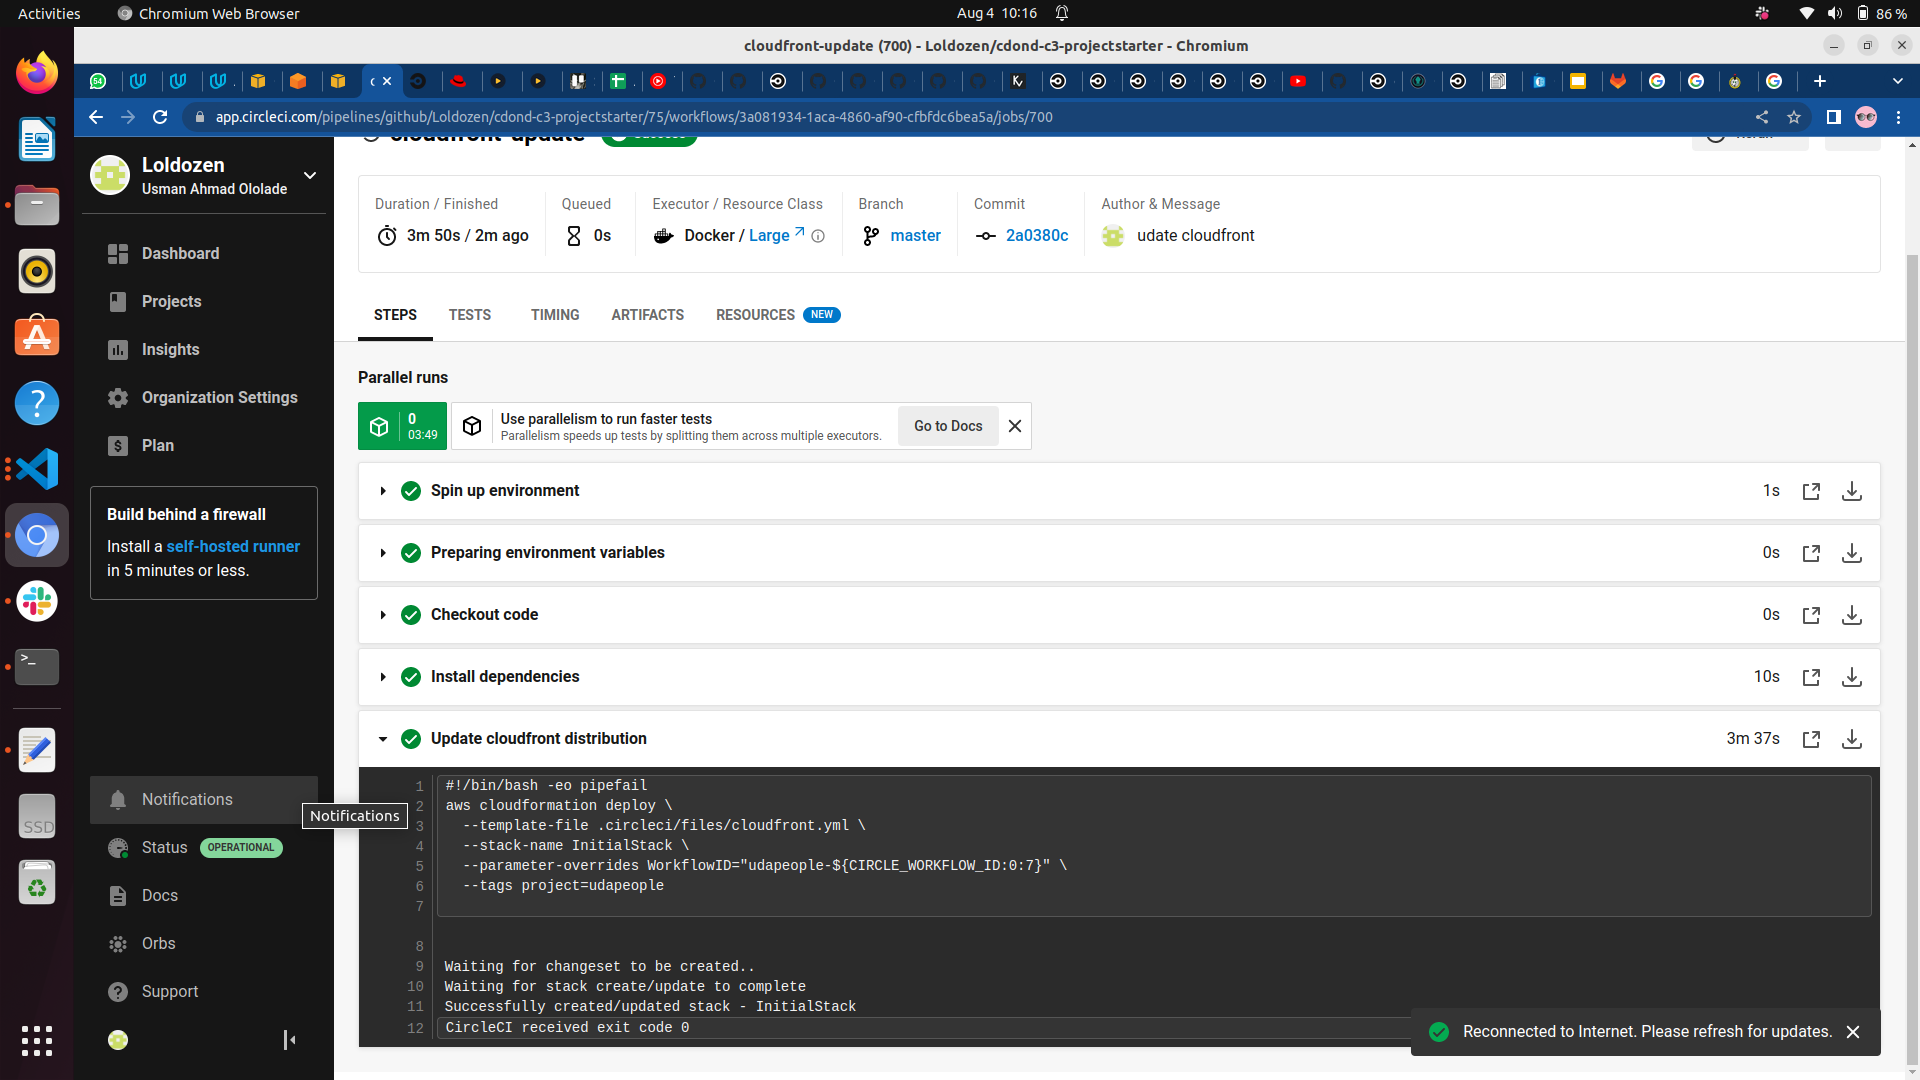 Activities
Chromium Web Browser
Aug 4 10:16
86 %
cloudfront-update (700) - Loldozen/cdond-c3-projectstarter - Chromium
app.circleci.com/pipelines/github/Loldozen/cdond-c3-projectstarter/75/workflows/3a081934-1aca-4860-af90-cfbfdc6bea5a/jobs/700
Loldozen
Usman Ahmad Ololade
Dashboard
Projects
Insights
Organization Settings
Plan
Build behind a firewall
Install a self-hosted runner
in 5 minutes or less.
Notifications
Notifications
Status OPERATIONAL
Docs
Orbs
Support
SSD
cloudfront-update
Duration / Finished
3m 50s / 2m ago
Queued
0s
Executor / Resource Class
Docker / Large
Branch
master
Commit
2a0380c
Author & Message
udate cloudfront
STEPS
TESTS
TIMING
ARTIFACTS
RESOURCES NEW
Parallel runs
0
03:49
Use parallelism to run faster tests
Parallelism speeds up tests by splitting them across multiple executors.
Go to Docs
Spin up environment 1s
Preparing environment variables 0s
Checkout code 0s
Install dependencies 10s
Update cloudfront distribution 3m 37s
1 #!/bin/bash -eo pipefail
2 aws cloudformation deploy \
3 --template-file .circleci/files/cloudfront.yml \
4 --stack-name InitialStack \
5 --parameter-overrides WorkflowID="udapeople-${CIRCLE_WORKFLOW_ID:0:7}" \
6 --tags project=udapeople
7
8
9 Waiting for changeset to be created..
10 Waiting for stack create/update to complete
11 Successfully created/updated stack - InitialStack
12 CircleCI received exit code 0
Reconnected to Internet. Please refresh for updates.